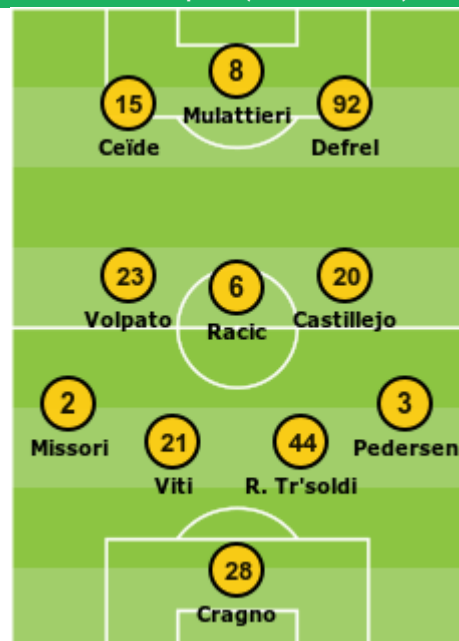 8
Mulattieri
15
Ceïde
92
Defrel
23
Volpato
6
Racic
20
Castillejo
2
Missori
21
Viti
44
R. Tr'soldi
3
Pedersen
28
Cragno